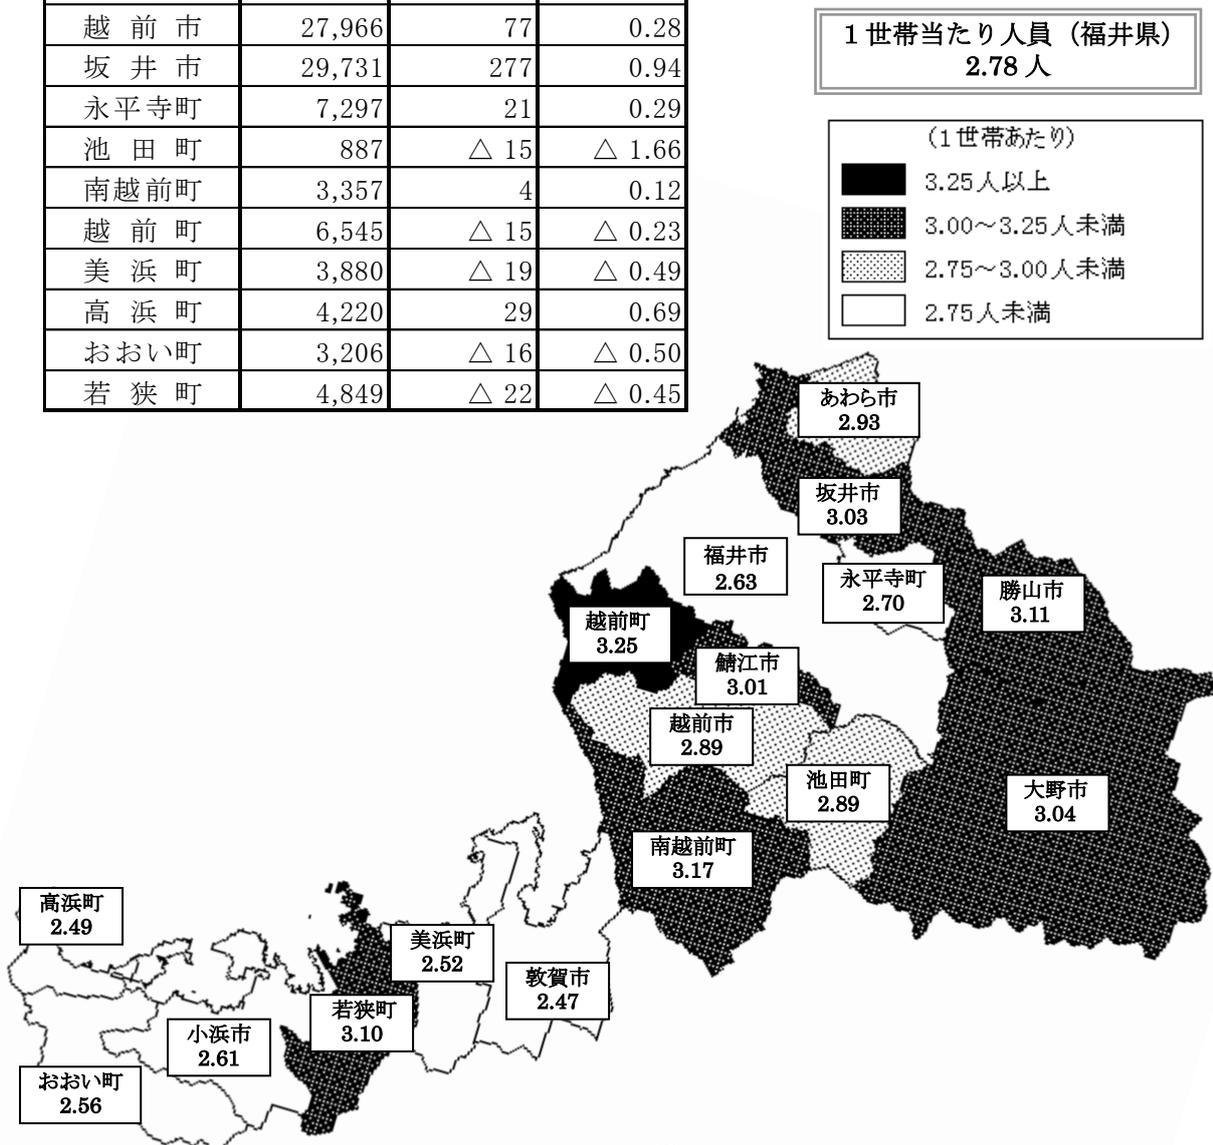 越前市 27,966 77 0.28
坂井市 29,731 277 0.94
永平寺町 7,297 21 0.29
池田町 887 △ 15 △ 1.66
南越前町 3,357 4 0.12
越前町 6,545 △ 15 △ 0.23
美浜町 3,880 △ 19 △ 0.49
高浜町 4,220 29 0.69
おおい町 3,206 △ 16 △ 0.50
若狭町 4,849 △ 22 △ 0.45
1世帯当たり人員（福井県）
2.78人
(1世帯あたり)
3.25人以上
3.00～3.25人未満
2.75～3.00人未満
2.75人未満
あわら市
2.93
坂井市
3.03
福井市
2.63
永平寺町
2.70
勝山市
3.11
越前町
3.25
鯖江市
3.01
越前市
2.89
池田町
2.89
大野市
3.04
南越前町
3.17
高浜町
2.49
美浜町
2.52
敦賀市
2.47
若狭町
3.10
小浜市
2.61
おおい町
2.56